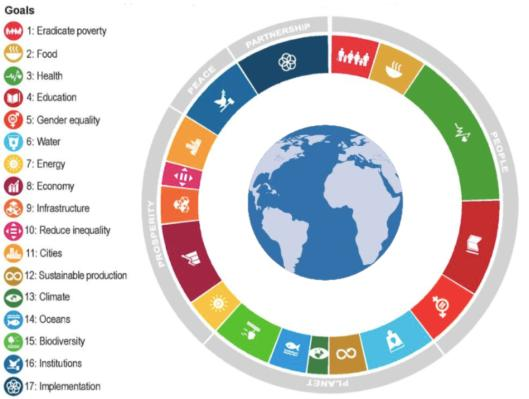 Goals
1: Eradicate poverty
2: Food
3: Health
4: Education
5: Gender equality
6: Water
7: Energy
8: Economy
9: Infrastructure
10: Reduce inequality
11: Cities
12: Sustainable production
13: Climate
14: Oceans
15: Biodiversity
16: Institutions
17: Implementation
PEOPLE
PLANET
PROSPERITY
PEACE
PARTNERSHIP